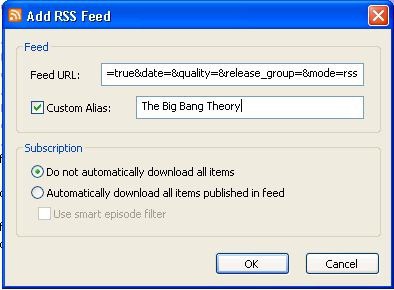 Add RSS Feed
Feed
Feed URL: =true&date=&quality=&release_group=&mode=rss
Custom Alias: The Big Bang Theory
Subscription
Do not automatically download all items
Automatically download all items published in feed
Use smart episode filter
OK Cancel